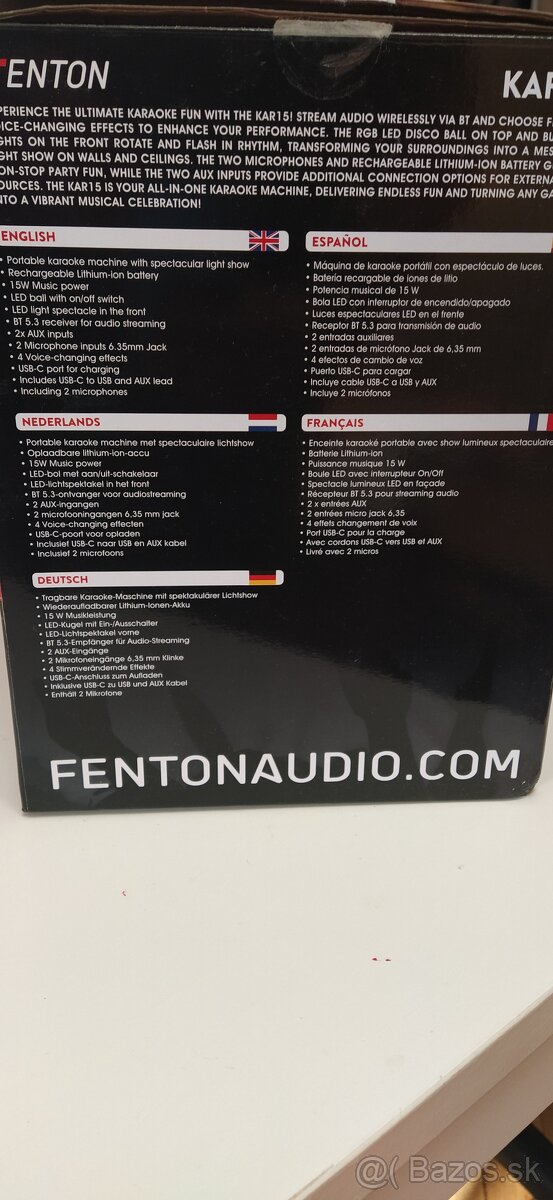 FENTON
KAR
PERIENCE THE ULTIMATE KARAOKE FUN WITH THE KAR15! STREAM AUDIO WIRELESSLY VIA BT AND CHOOSE F
OICE-CHANGING EFFECTS TO ENHANCE YOUR PERFORMANCE. THE RGB LED DISCO BALL ON TOP AND BL
GHTS ON THE FRONT ROTATE AND FLASH IN RHYTHM, TRANSFORMING YOUR SURROUNDINGS INTO A MES
GHT SHOW ON WALLS AND CEILINGS. THE TWO MICROPHONES AND RECHARGEABLE LITHIUM-ION BATTERY G
ON-STOP PARTY FUN, WHILE THE TWO AUX INPUTS PROVIDE ADDITIONAL CONNECTION OPTIONS FOR EXTERN
OURCES. THE KAR15 IS YOUR ALL-IN-ONE KARAOKE MACHINE, DELIVERING ENDLESS FUN AND TURNING ANY GA
NTO A VIBRANT MUSICAL CELEBRATION!
ENGLISH
• Portable karaoke machine with spectacular light show
• Rechargeable Lithium-ion battery
• 15W Music power
• LED ball with on/off switch
• LED light spectacle in the front
• BT 5.3 receiver for audio streaming
• 2x AUX inputs
• 2 Microphone inputs 6.35mm Jack
• 4 Voice-changing effects
• USB-C port for charging
• Includes USB-C to USB and AUX lead
• Including 2 microphones
ESPAÑOL
• Máquina de karaoke portátil con espectáculo de luces.
• Batería recargable de iones de litio
• Potencia musical de 15 W
• Bola LED con interruptor de encendido/apagado
• Luces espectaculares LED en el frente
• Receptor BT 5.3 para transmisión de audio
• 2 entradas auxiliares
• 2 entradas de micrófono Jack de 6,35 mm
• 4 efectos de cambio de voz
• Puerto USB-C para cargar
• Incluye cable USB-C a USB y AUX
• Incluye 2 micrófonos
NEDERLANDS
• Portable karaoke machine met spectaculaire lichtshow
• Oplaadbare lithium-ion-accu
• 15W Music power
• LED-bol met aan/uit-schakelaar
• LED-lichtspektakel in het front
• BT 5.3-ontvanger voor audiostreaming
• 2 AUX-ingangen
• 2 microfooningangen 6,35 mm jack
• 4 Voice-changing effecten
• USB-C-poort voor opladen
• Inclusief USB-C naar USB en AUX kabel
• Inclusief 2 microfoons
FRANÇAIS
• Enceinte karaoké portable avec show lumineux spectaculaire
• Batterie Lithium-ion
• Puissance musique 15 W
• Boule LED avec interrupteur On/Off
• Spectacle lumineux LED en façade
• Récepteur BT 5.3 pour streaming audio
• 2 x entrées AUX
• 2 entrées micro jack 6,35
• 4 effets changement de voix
• Port USB-C pour la charge
• Avec cordons USB-C vers USB et AUX
• Livré avec 2 micros
DEUTSCH
• Tragbare Karaoke-Maschine mit spektakulärer Lichtshow
• Wiederaufladbarer Lithium-Ionen-Akku
• 15 W Musikleistung
• LED-Kugel mit Ein-/Ausschalter
• LED-Lichtspektakel vorne
• BT 5.3-Empfänger für Audio-Streaming
• 2 AUX-Eingänge
• 2 Mikrofoneingänge 6,35 mm Klinke
• 4 Stimmverändernde Effekte
• USB-C-Anschluss zum Aufladen
• Inklusive USB-C zu USB und AUX Kabel
• Enthält 2 Mikrofone
FENTONAUDIO.COM
@( Bazos.sk